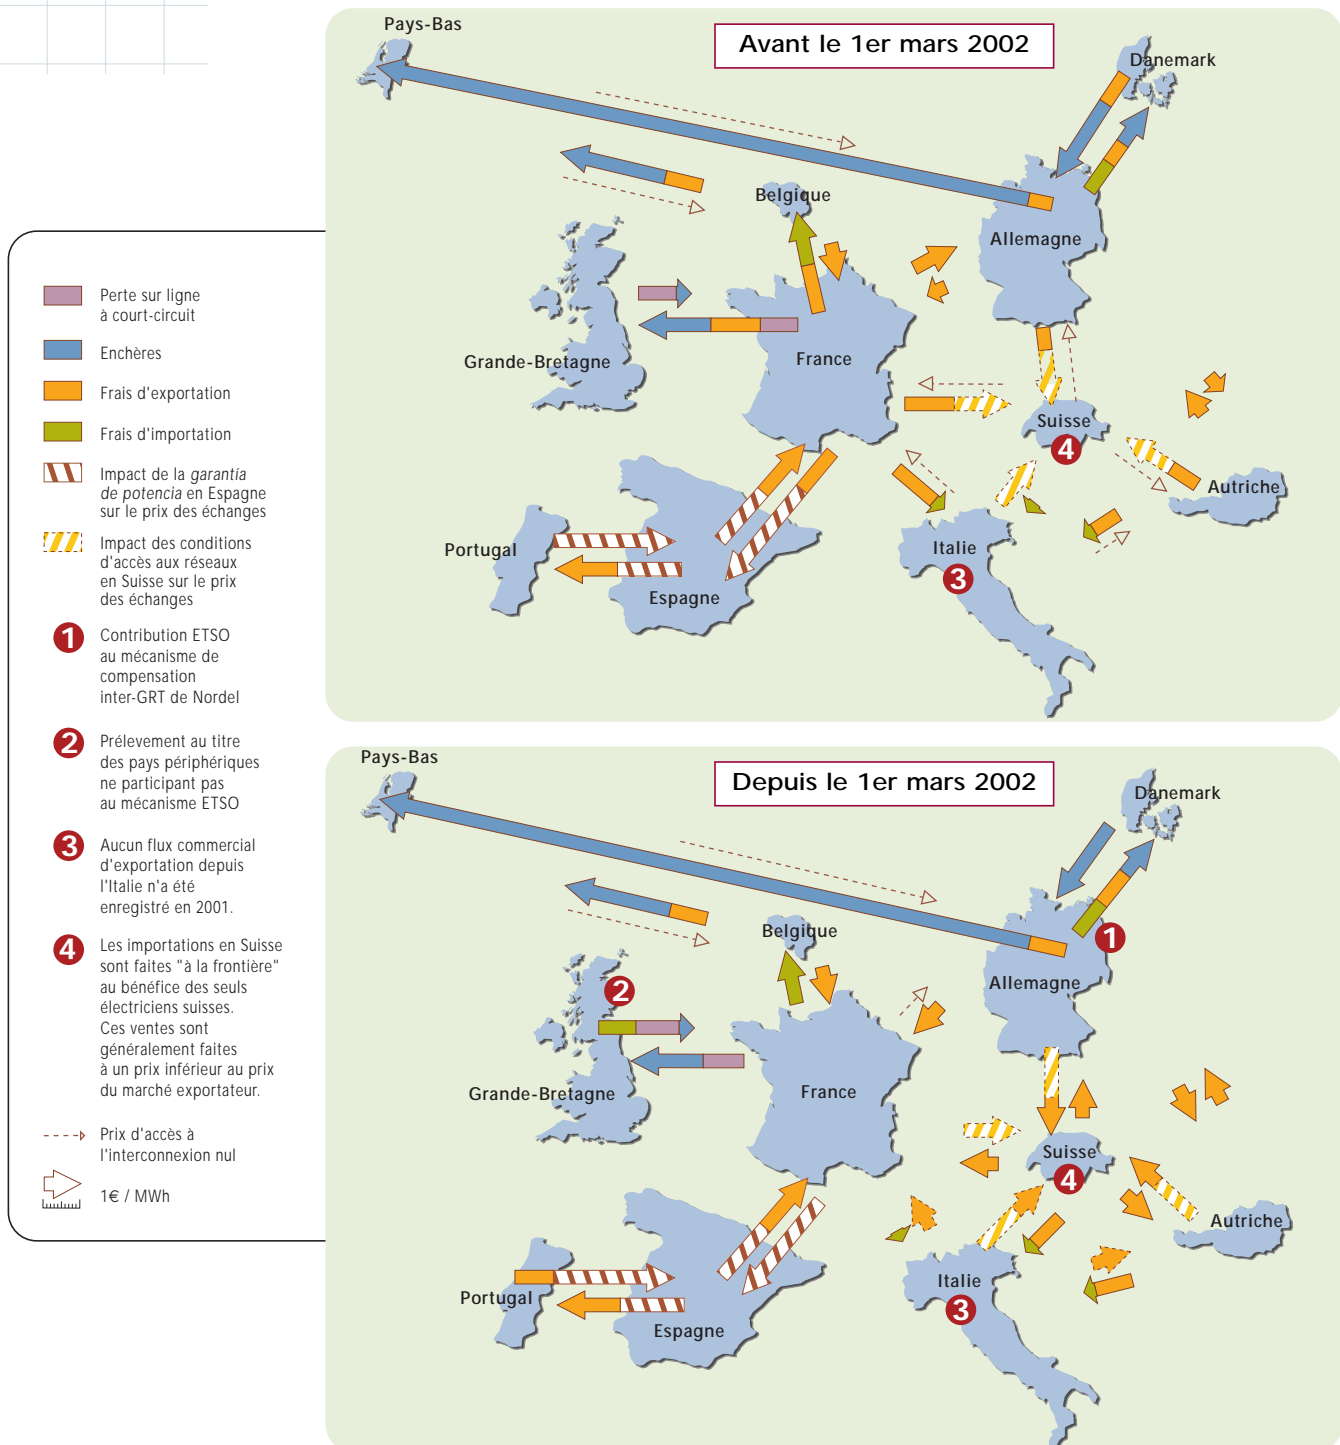 Pays-Bas
Avant le 1er mars 2002
Danemark
Belgique
Allemagne
Grande-Bretagne
France
Suisse
4
Autriche
Portugal
Italie
3
Espagne
Perte sur ligne
à court-circuit
Enchères
Frais d'exportation
Frais d'importation
Impact de la garantía
de potencia en Espagne
sur le prix des échanges
Impact des conditions
d'accès aux réseaux
en Suisse sur le prix
des échanges
1
Contribution ETSO
au mécanisme de
compensation
inter-GRT de Nordel
2
Prélevement au titre
des pays périphériques
ne participant pas
au mécanisme ETSO
3
Aucun flux commercial
d'exportation depuis
l'Italie n'a été
enregistré en 2001.
4
Les importations en Suisse
sont faites "à la frontière"
au bénéfice des seuls
électriciens suisses.
Ces ventes sont
généralement faites
à un prix inférieur au prix
du marché exportateur.
Prix d'accès à
l'interconnexion nul
1€ / MWh
Pays-Bas
Depuis le 1er mars 2002
Danemark
Belgique
1
Allemagne
2
Grande-Bretagne
France
Suisse
4
Autriche
Portugal
Italie
3
Espagne